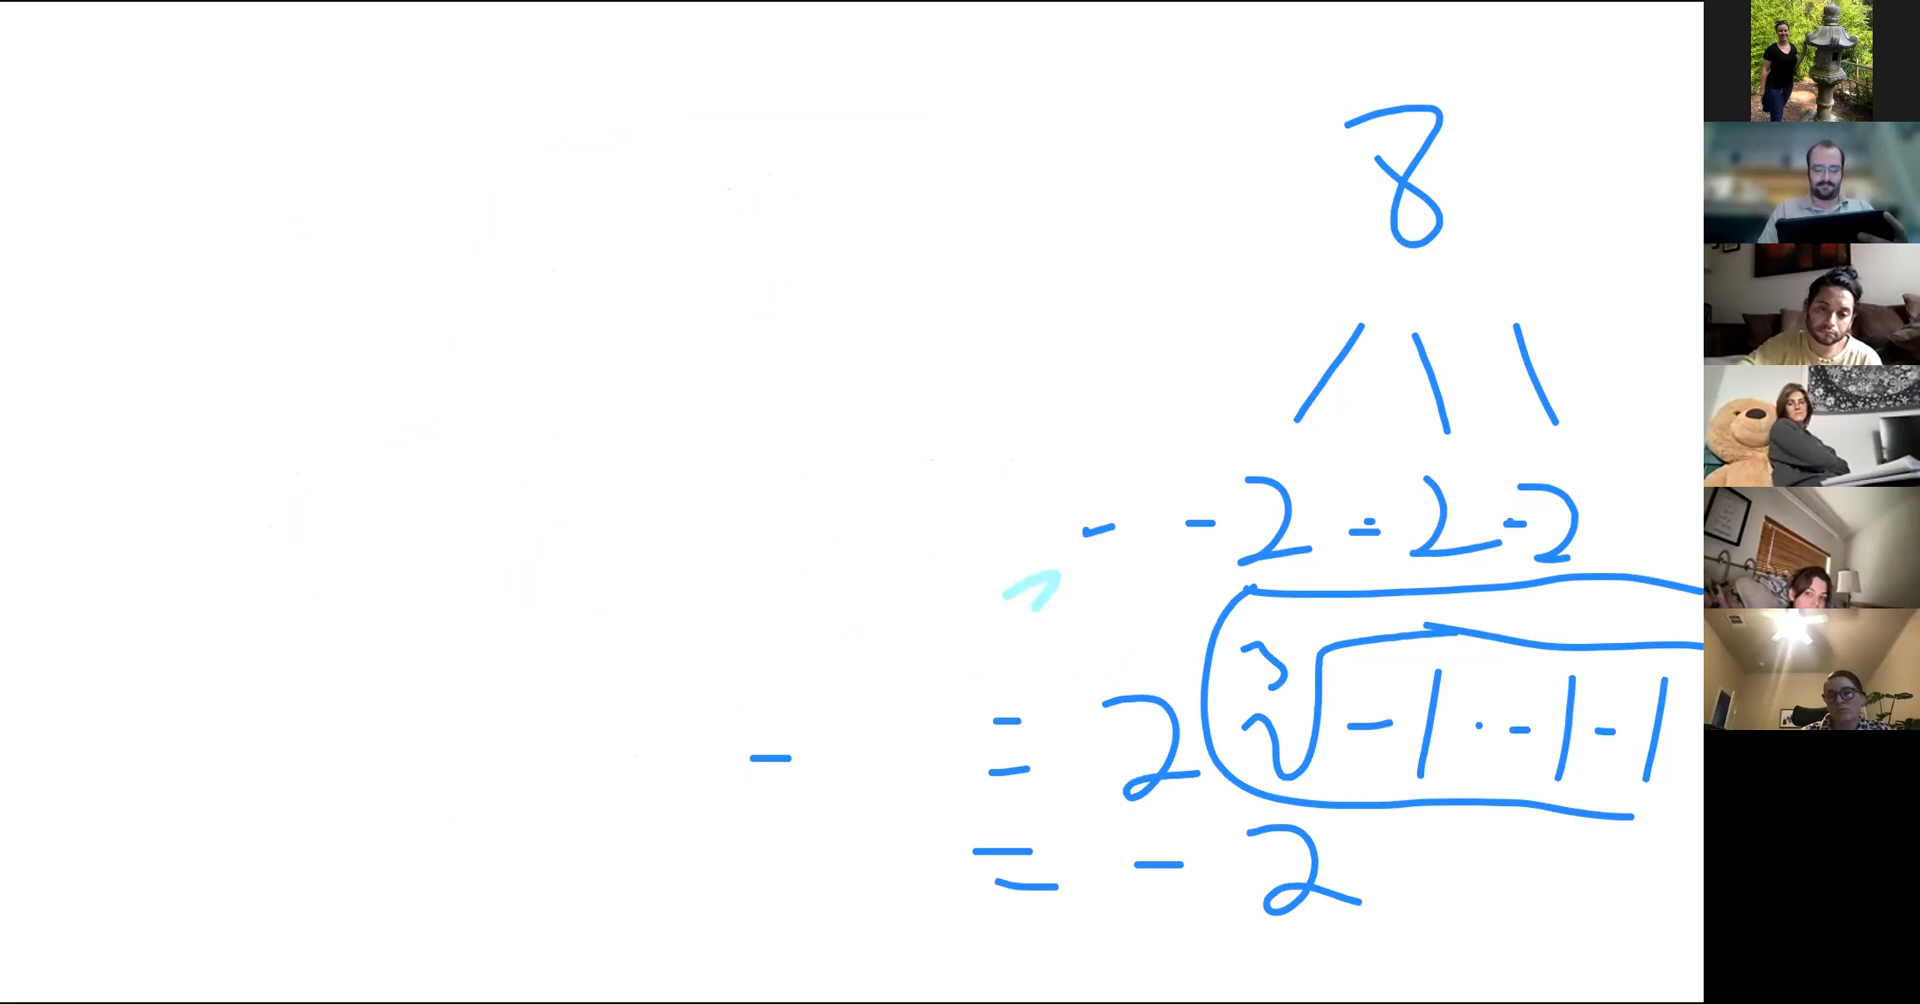 8
- - 2 · - 2 - 2
= 2 ∛ -1 · -1 -1
-
= - 2